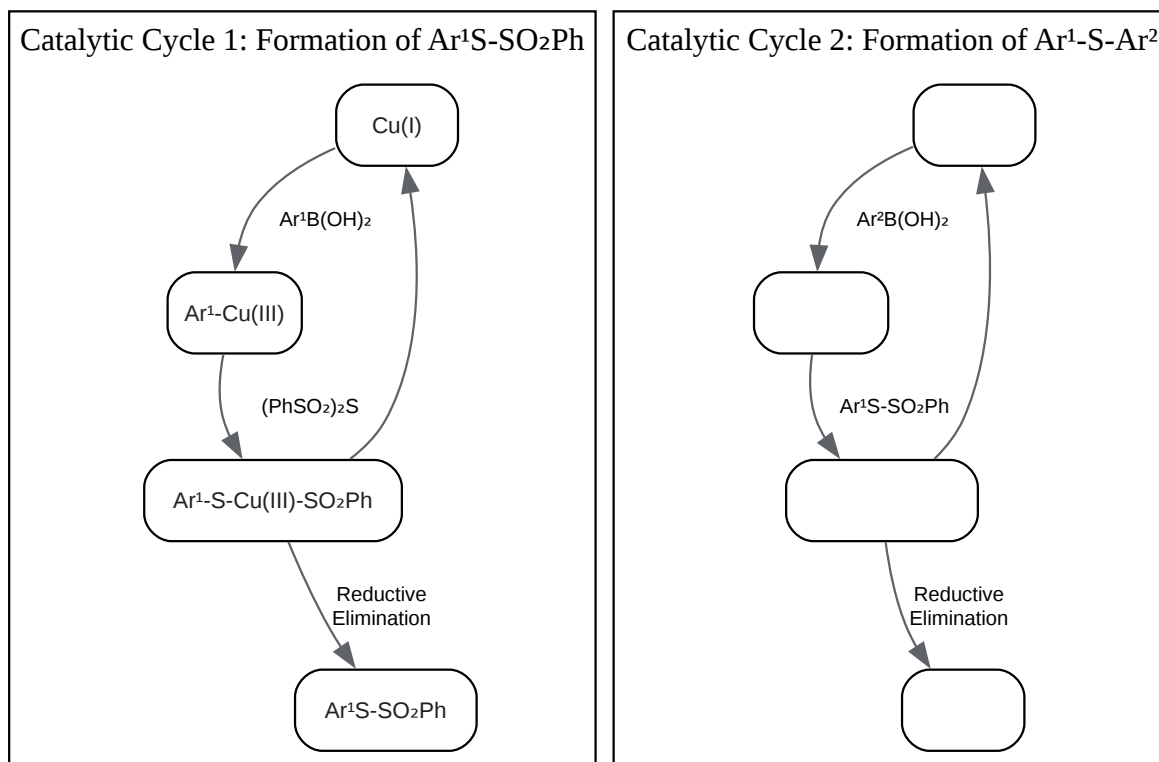 Catalytic Cycle 1: Formation of Ar¹S-SO₂Ph
Cu(I)
Ar¹B(OH)₂
Ar¹-Cu(III)
(PhSO₂)₂S
Ar¹-S-Cu(III)-SO₂Ph
Reductive
Elimination
Ar¹S-SO₂Ph
Catalytic Cycle 2: Formation of Ar¹-S-Ar²
Ar²B(OH)₂
Ar¹S-SO₂Ph
Reductive
Elimination